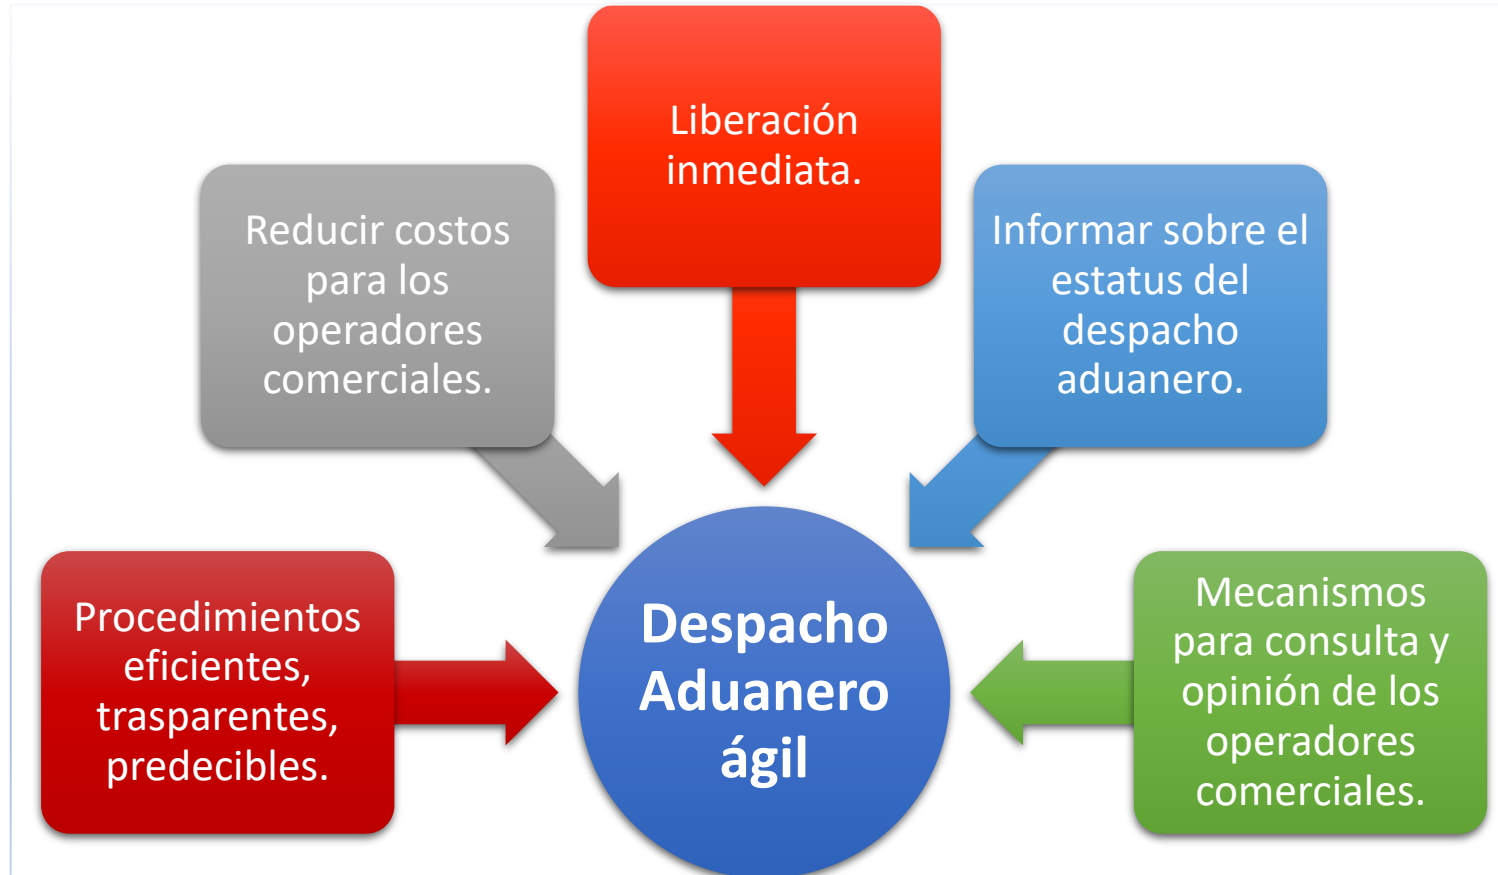 Liberación
inmediata.
Reducir costos
para los
operadores
comerciales.
Informar sobre el
estatus del
despacho
aduanero.
Procedimientos
eficientes,
trasparentes,
predecibles.
Despacho
Aduanero
ágil
Mecanismos
para consulta y
opinión de los
operadores
comerciales.